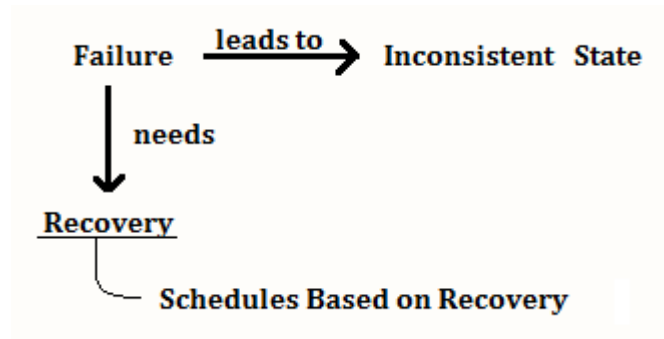 leads to
Failure Inconsistent State
needs
Recovery
Schedules Based on Recovery